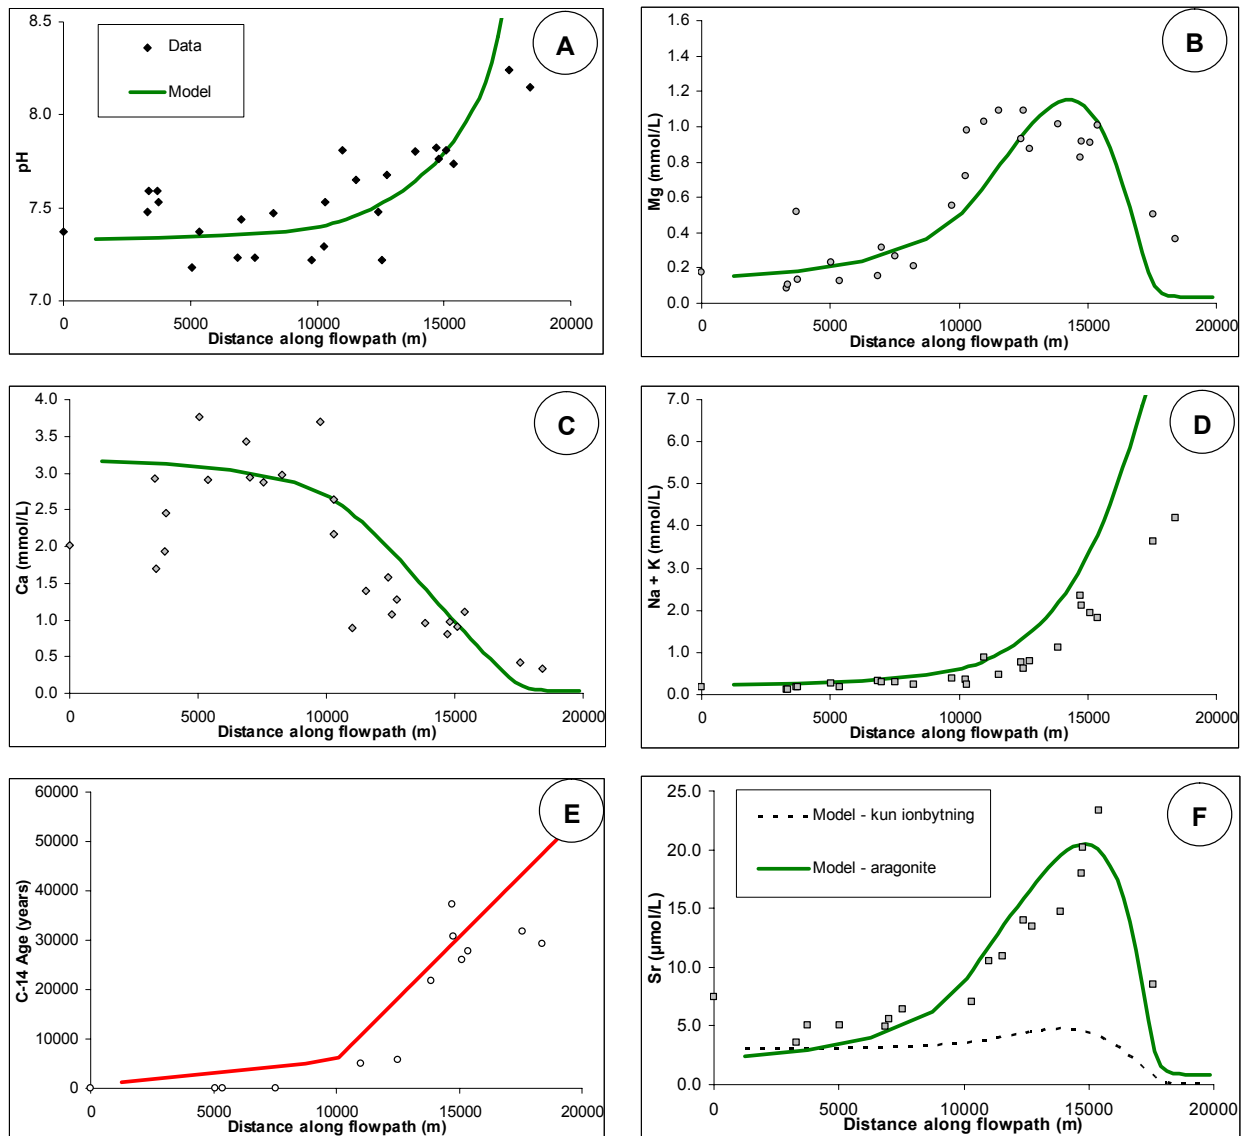 A
8.5
8.0
7.5
7.0
pH
Data
Model
0 5000 10000 15000 20000
Distance along flowpath (m)
B
1.6
1.4
1.2
1.0
0.8
0.6
0.4
0.2
0.0
Mg (mmol/L)
0 5000 10000 15000 20000
Distance along flowpath (m)
C
4.0
3.5
3.0
2.5
2.0
1.5
1.0
0.5
0.0
Ca (mmol/L)
0 5000 10000 15000 20000
Distance along flowpath (m)
D
7.0
6.0
5.0
4.0
3.0
2.0
1.0
0.0
Na + K (mmol/L)
0 5000 10000 15000 20000
Distance along flowpath (m)
E
60000
50000
40000
30000
20000
10000
0
C-14 Age (years)
0 5000 10000 15000 20000
Distance along flowpath (m)
F
25.0
20.0
15.0
10.0
5.0
0.0
Sr (µmol/L)
Model - kun ionbytning
Model - aragonite
0 5000 10000 15000 20000
Distance along flowpath (m)